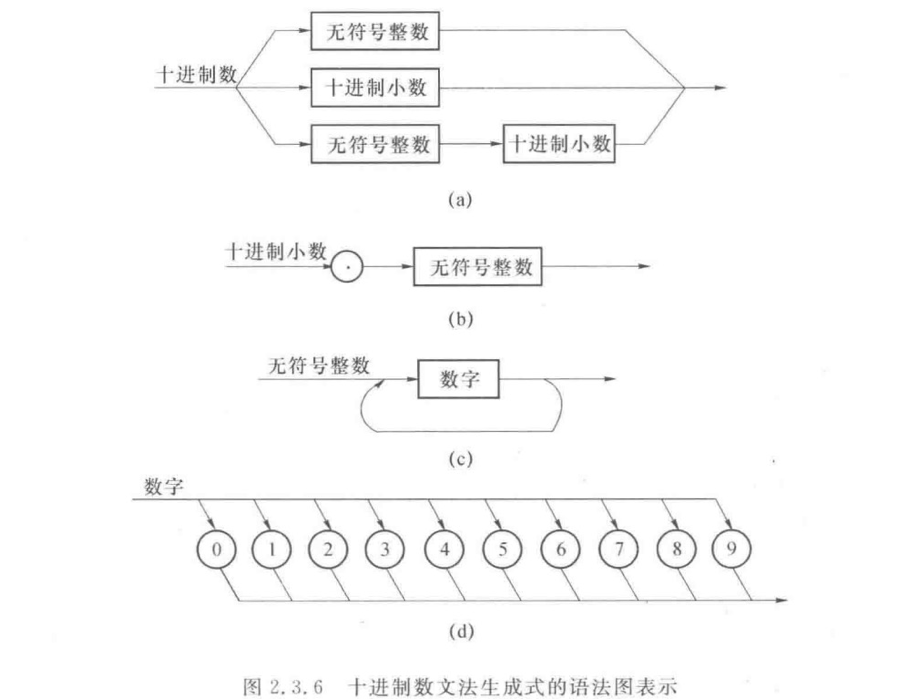 无符号整数
十进制数
十进制小数
无符号整数
十进制小数
(a)
十进制小数
.
无符号整数
(b)
无符号整数
数字
(c)
数字
0 1 2 3 4 5 6 7 8 9
(d)
图 2.3.6 十进制数文法生成式的语法图表示